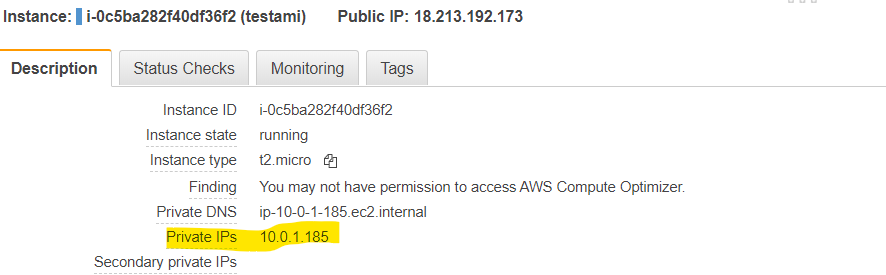 Instance: i-0c5ba282f40df36f2 (testami) Public IP: 18.213.192.173
Description Status Checks Monitoring Tags
Instance ID i-0c5ba282f40df36f2
Instance state running
Instance type t2.micro
Finding You may not have permission to access AWS Compute Optimizer.
Private DNS ip-10-0-1-185.ec2.internal
Private IPs 10.0.1.185
Secondary private IPs